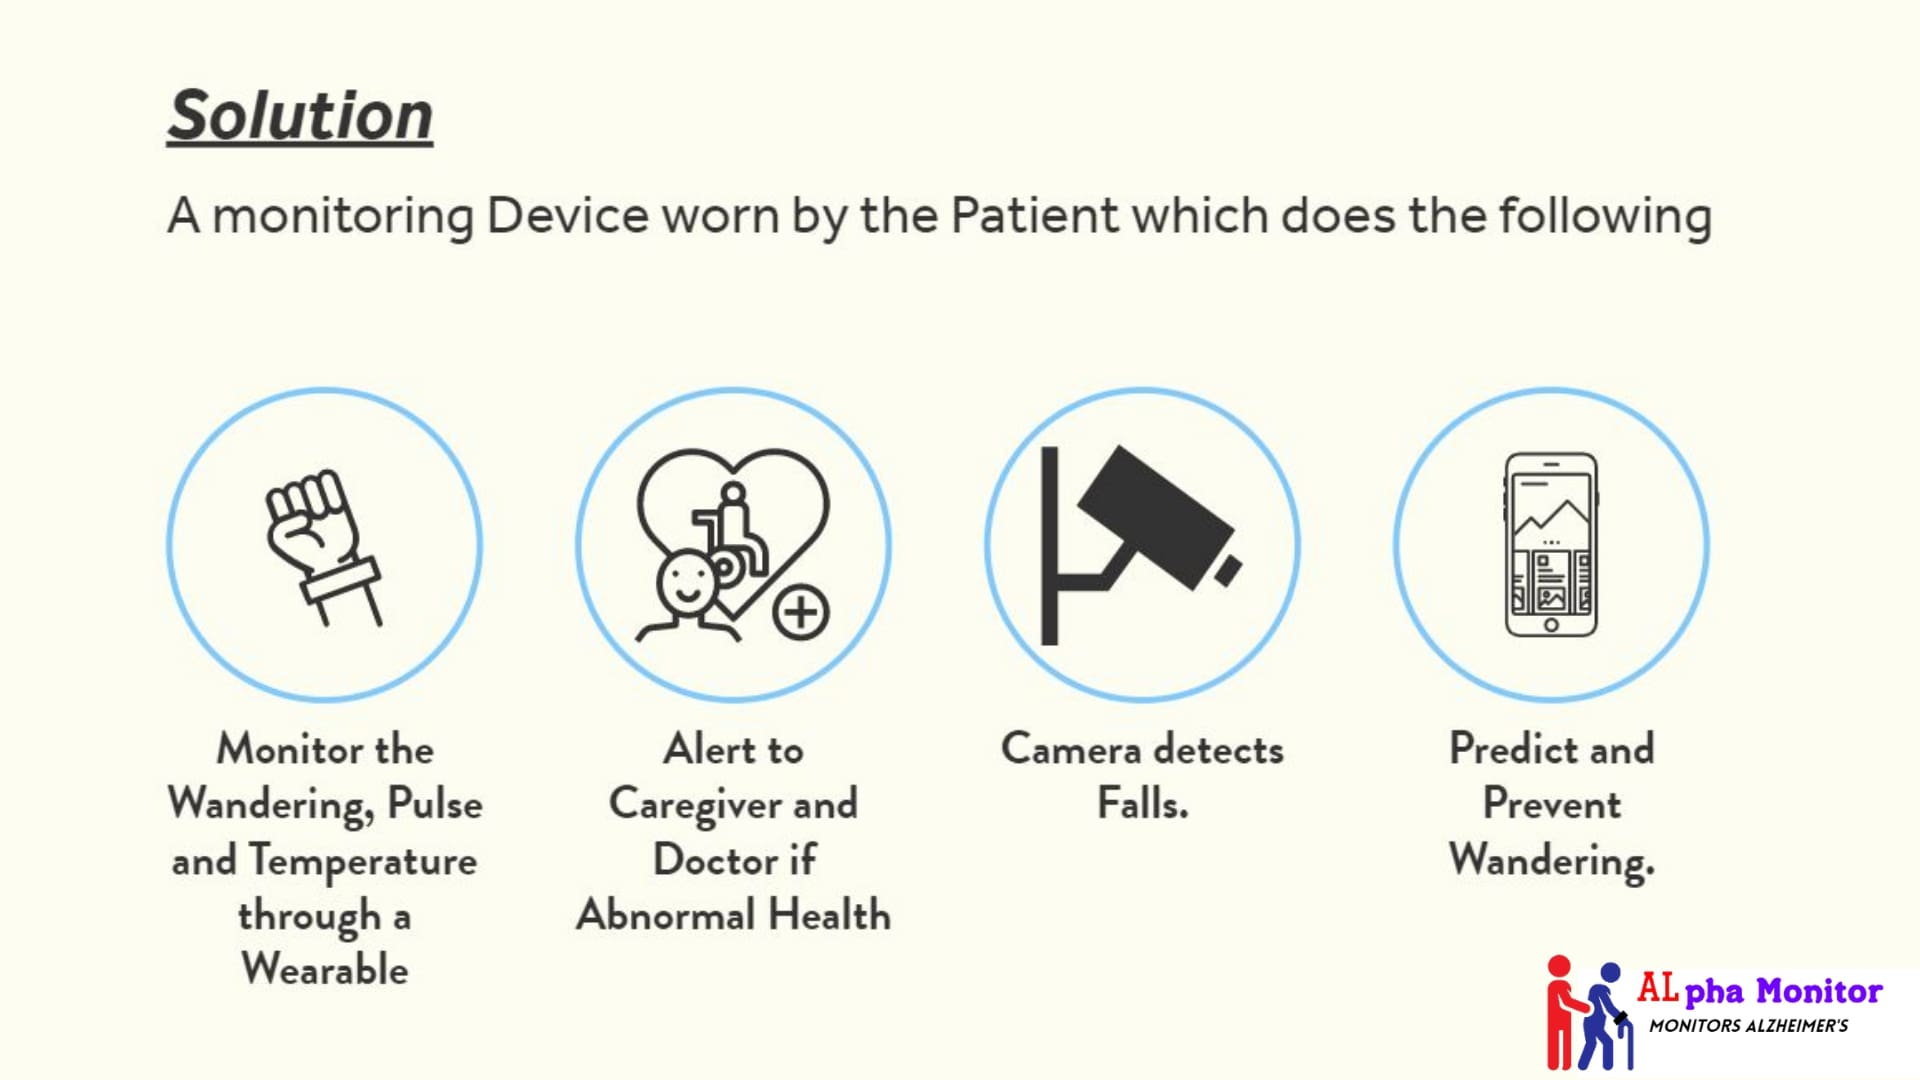 Solution
A monitoring Device worn by the Patient which does the following
Monitor the
Wandering, Pulse
and Temperature
through a
Wearable
Alert to
Caregiver and
Doctor if
Abnormal Health
Camera detects
Falls.
Predict and
Prevent
Wandering.
ALpha Monitor
MONITORS ALZHEIMER'S